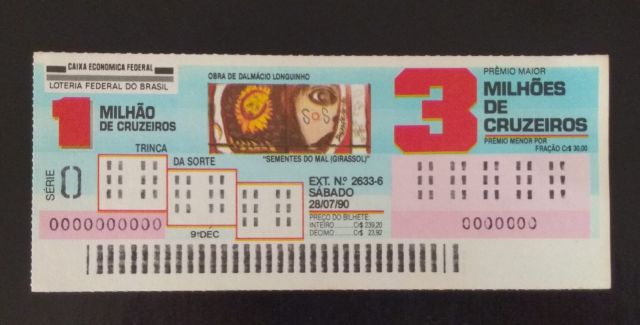 CAIXA ECONOMICA FEDERAL
LOTERIA FEDERAL DO BRASIL
1 MILHÃO
DE CRUZEIROS
TRINCA
DA SORTE
SÉRIE 0
0000000000
9º DÉC
OBRA DE DALMÁCIO LONGUINHO
SOS
"SEMENTES DO MAL (GIRASSOL)"
EXT. N.º 2633-6
SÁBADO
28/07/90
PREÇO DO BILHETE:
INTEIRO ......Cr$ 239,20
DÉCIMO ......Cr$ 23,92
3
PRÊMIO MAIOR
MILHÕES
DE
CRUZEIROS
PREMIO MENOR POR
FRAÇÃO Cr$ 30,00
0000000